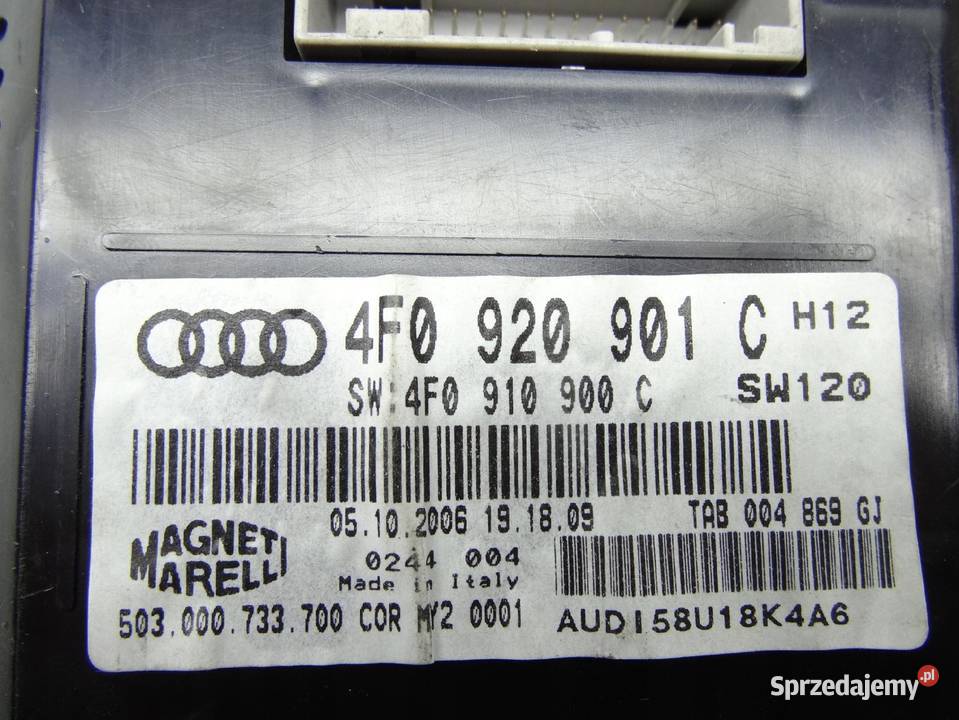 4F0 920 901 C H12
SW:4F0 910 900 C SW120
05.10.2006 19.18.09 TAB 004 869 GJ
MAGNETI
MARELLI
0244 004
Made in Italy
503.000.733.700 COR MY2 0001
AUDI58U18K4A6
Sprzedajemy.pl